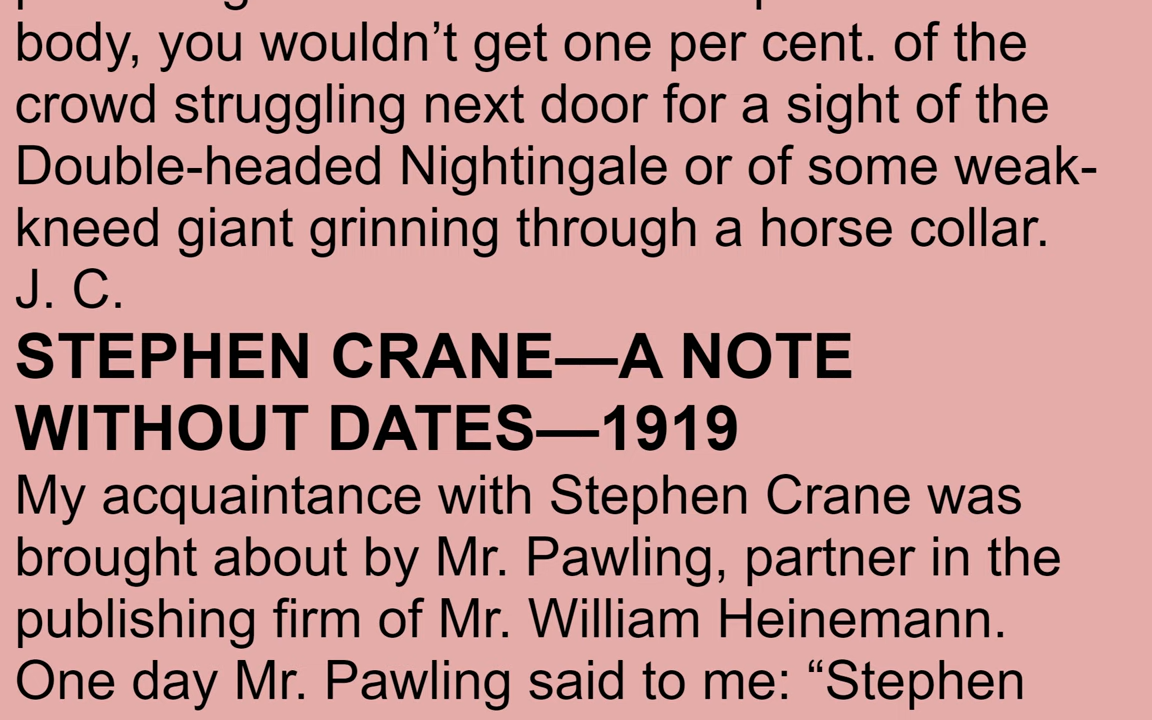 body, you wouldn’t get one per cent. of the
crowd struggling next door for a sight of the
Double-headed Nightingale or of some weak-
kneed giant grinning through a horse collar.
J. C.
STEPHEN CRANE—A NOTE
WITHOUT DATES—1919
My acquaintance with Stephen Crane was
brought about by Mr. Pawling, partner in the
publishing firm of Mr. William Heinemann.
One day Mr. Pawling said to me: “Stephen